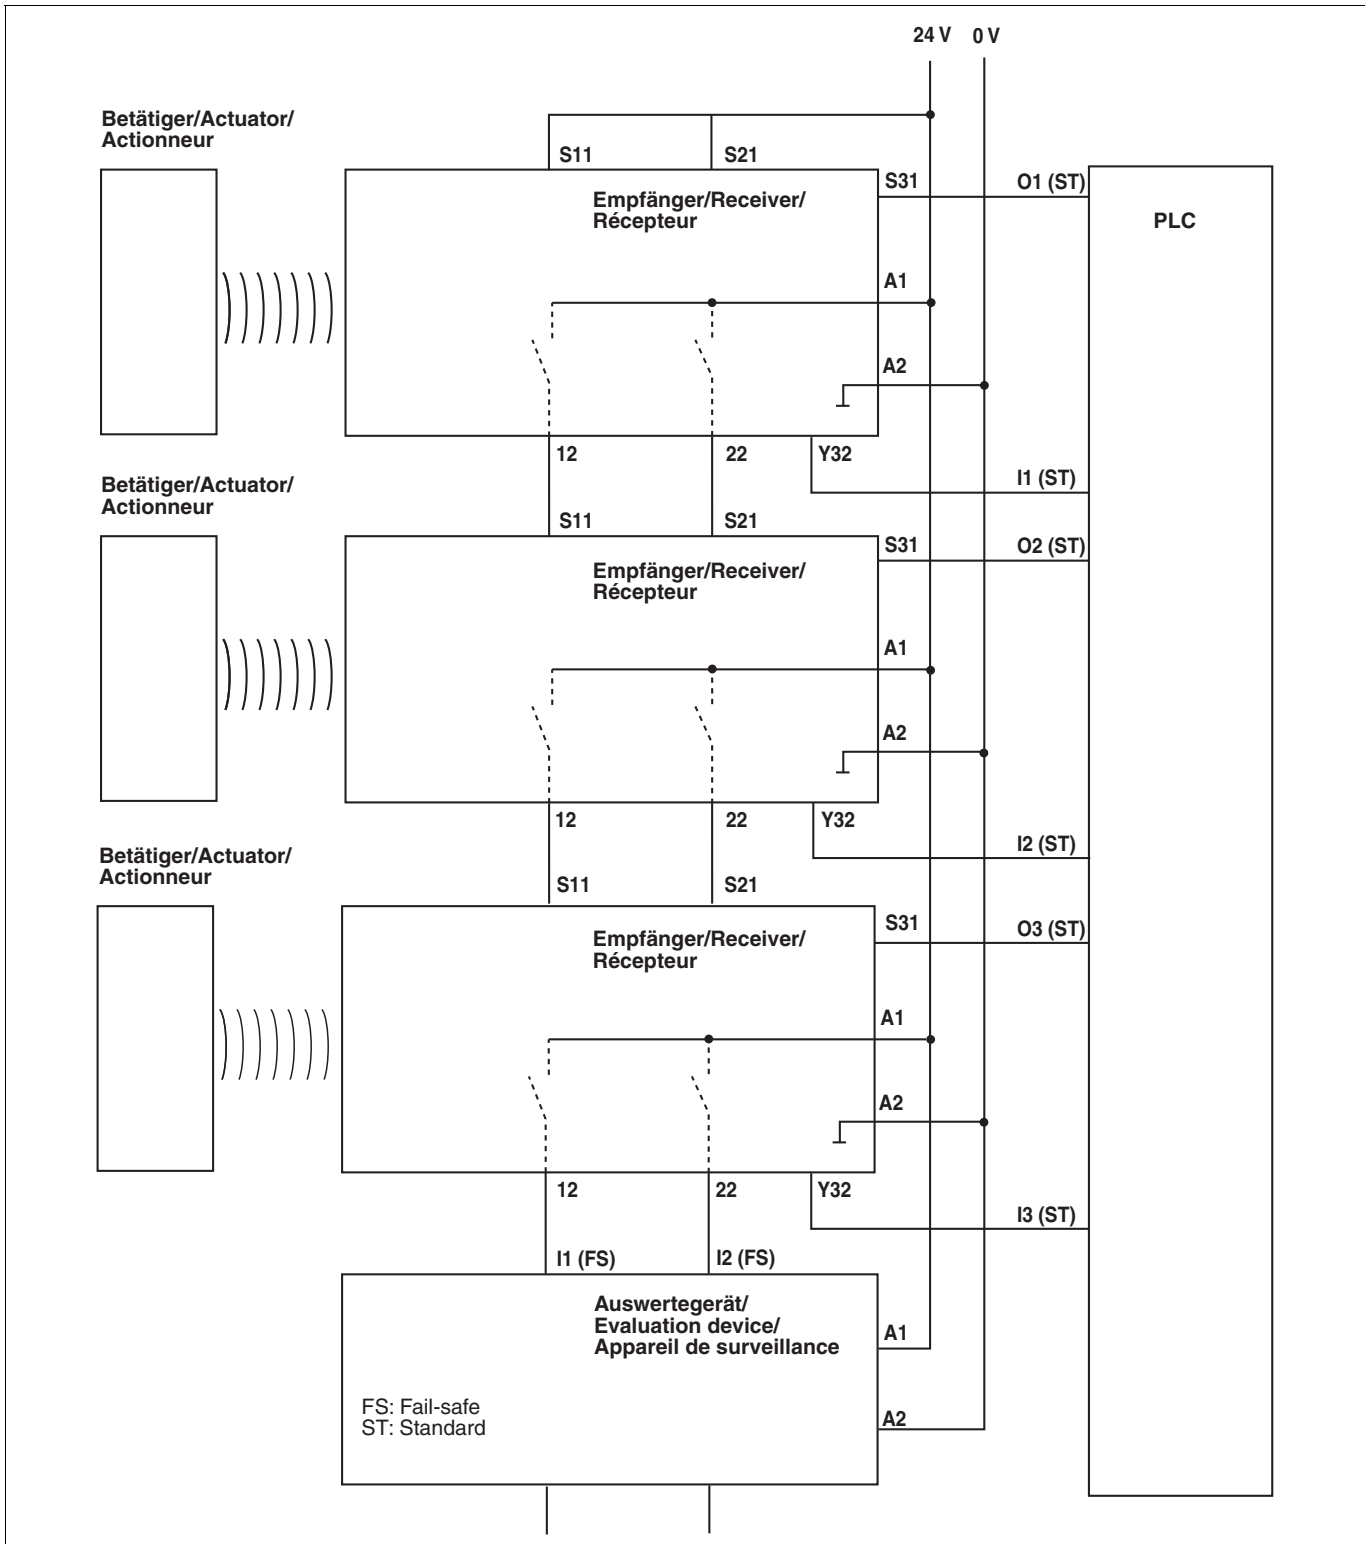 24 V 0 V
Betätiger/Actuator/
Actionneur
S11 S21
S31 O1 (ST)
Empfänger/Receiver/
Récepteur
PLC
A1
A2
12 22 Y32
I1 (ST)
Betätiger/Actuator/
Actionneur
S11 S21
S31 O2 (ST)
Empfänger/Receiver/
Récepteur
A1
A2
12 22 Y32
I2 (ST)
Betätiger/Actuator/
Actionneur
S11 S21
S31 O3 (ST)
Empfänger/Receiver/
Récepteur
A1
A2
12 22 Y32
I3 (ST)
I1 (FS) I2 (FS)
Auswertegerät/
Evaluation device/
Appareil de surveillance
A1
FS: Fail-safe
ST: Standard
A2